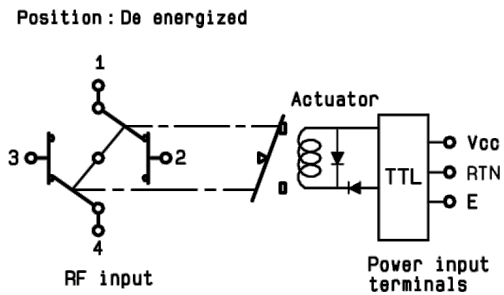 Position : De energized
1
Actuator
3
2
TTL
Vcc
RTN
E
4
RF input
Power input
terminals